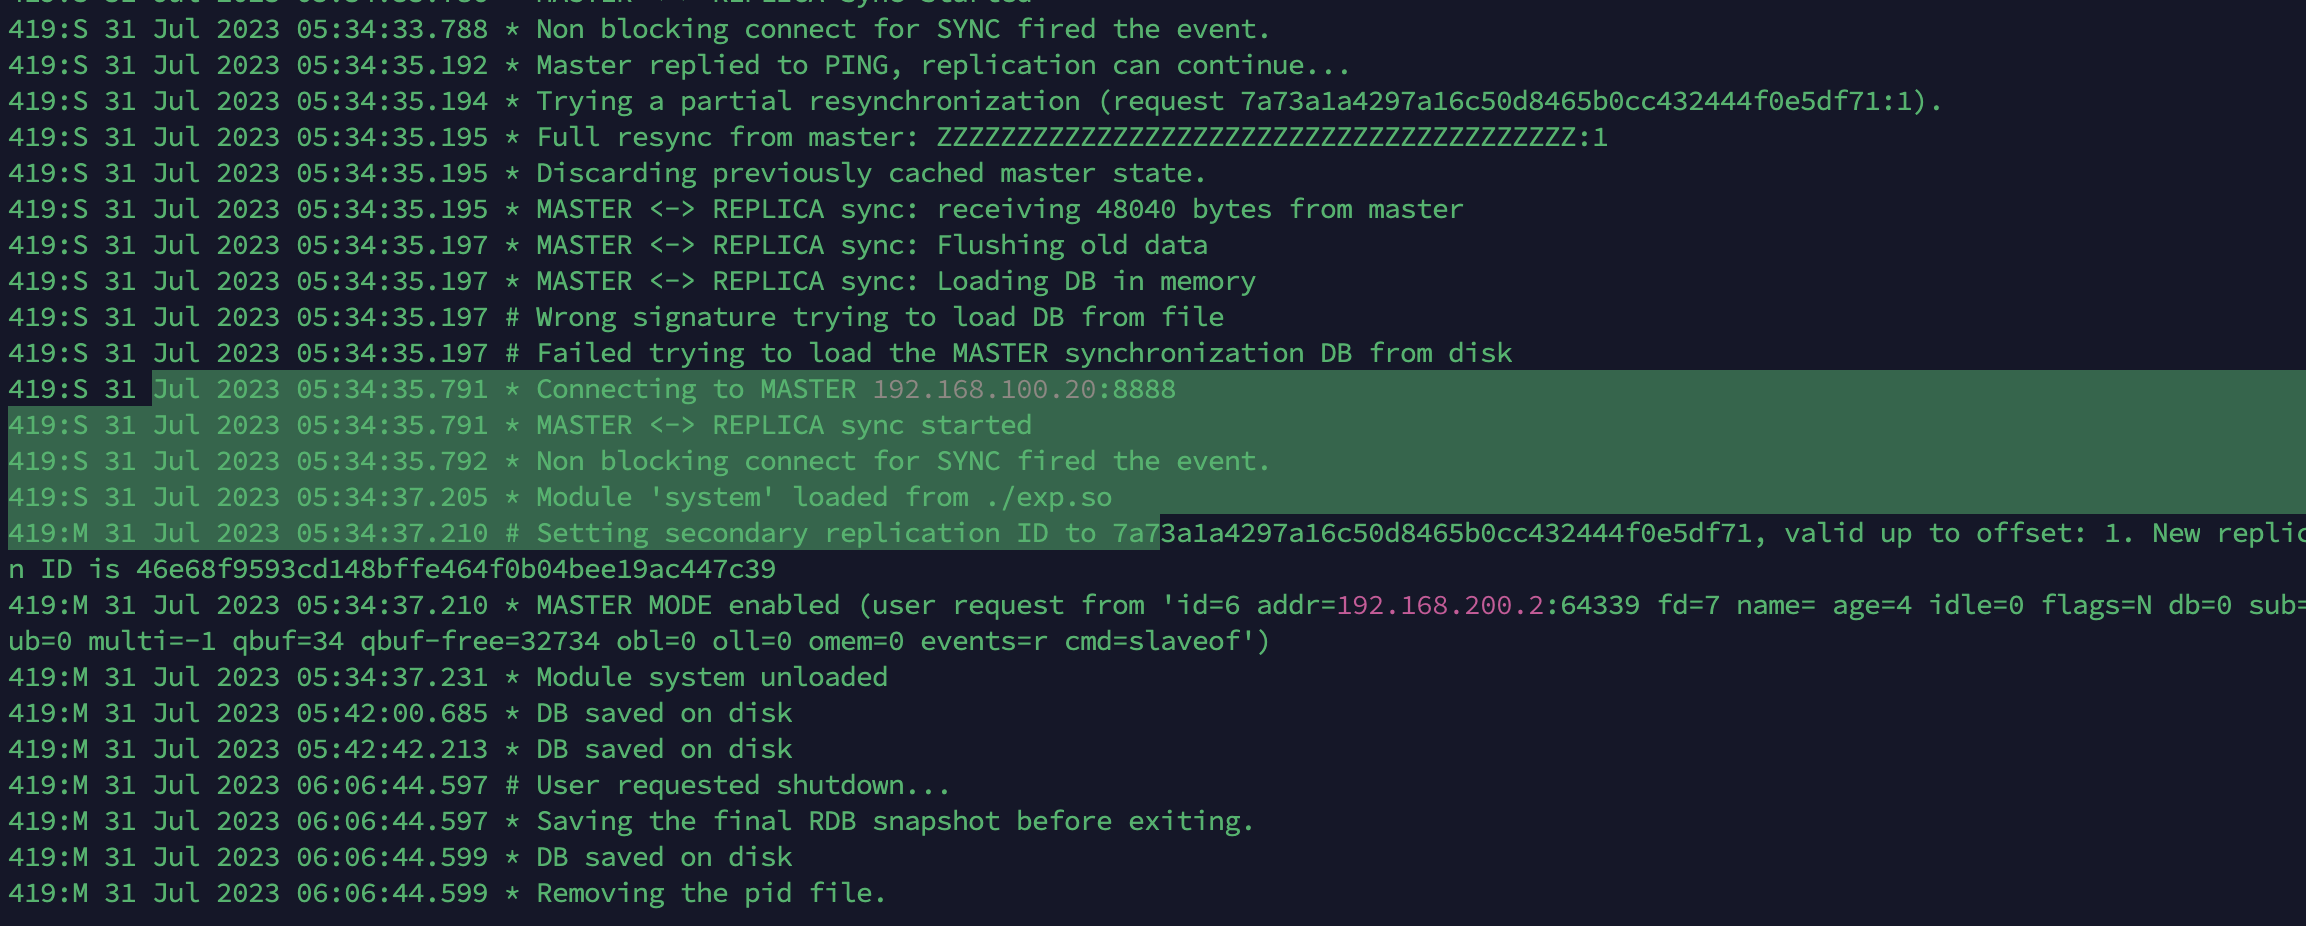 419:S 31 Jul 2023 05:34:33.788 * Non blocking connect for SYNC fired the event.
419:S 31 Jul 2023 05:34:35.192 * Master replied to PING, replication can continue...
419:S 31 Jul 2023 05:34:35.194 * Trying a partial resynchronization (request 7a73a1a4297a16c50d8465b0cc432444f0e5df71:1).
419:S 31 Jul 2023 05:34:35.195 * Full resync from master: ZZZZZZZZZZZZZZZZZZZZZZZZZZZZZZZZZZZZZZZZ:1
419:S 31 Jul 2023 05:34:35.195 * Discarding previously cached master state.
419:S 31 Jul 2023 05:34:35.195 * MASTER <-> REPLICA sync: receiving 48040 bytes from master
419:S 31 Jul 2023 05:34:35.197 * MASTER <-> REPLICA sync: Flushing old data
419:S 31 Jul 2023 05:34:35.197 * MASTER <-> REPLICA sync: Loading DB in memory
419:S 31 Jul 2023 05:34:35.197 # Wrong signature trying to load DB from file
419:S 31 Jul 2023 05:34:35.197 # Failed trying to load the MASTER synchronization DB from disk
419:S 31 Jul 2023 05:34:35.791 * Connecting to MASTER 192.168.100.20:8888
419:S 31 Jul 2023 05:34:35.791 * MASTER <-> REPLICA sync started
419:S 31 Jul 2023 05:34:35.792 * Non blocking connect for SYNC fired the event.
419:S 31 Jul 2023 05:34:37.205 * Module 'system' loaded from ./exp.so
419:M 31 Jul 2023 05:34:37.210 # Setting secondary replication ID to 7a73a1a4297a16c50d8465b0cc432444f0e5df71, valid up to offset: 1. New replic
n ID is 46e68f9593cd148bffe464f0b04bee19ac447c39
419:M 31 Jul 2023 05:34:37.210 * MASTER MODE enabled (user request from 'id=6 addr=192.168.200.2:64339 fd=7 name= age=4 idle=0 flags=N db=0 sub=
ub=0 multi=-1 qbuf=34 qbuf-free=32734 obl=0 oll=0 omem=0 events=r cmd=slaveof')
419:M 31 Jul 2023 05:34:37.231 * Module system unloaded
419:M 31 Jul 2023 05:42:00.685 * DB saved on disk
419:M 31 Jul 2023 05:42:42.213 * DB saved on disk
419:M 31 Jul 2023 06:06:44.597 # User requested shutdown...
419:M 31 Jul 2023 06:06:44.597 * Saving the final RDB snapshot before exiting.
419:M 31 Jul 2023 06:06:44.599 * DB saved on disk
419:M 31 Jul 2023 06:06:44.599 * Removing the pid file.